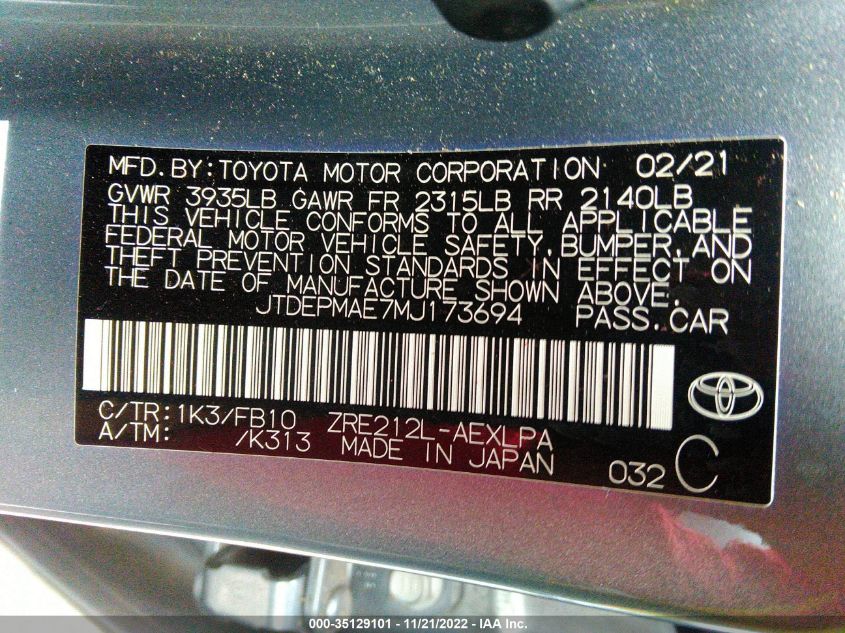 MFD.BY:TOYOTA MOTOR CORPORATION 02/21
GVWR 3935LB GAWR FR 2315LB RR 2140LB
THIS VEHICLE CONFORMS TO ALL APPLICABLE
FEDERAL MOTOR VEHICLE SAFETY, BUMPER, AND
THEFT PREVENTION STANDARDS IN EFFECT ON
THE DATE OF MANUFACTURE SHOWN ABOVE.
JTDEPMAE7MJ173694 PASS.CAR
C/TR:1K3/FB10 ZRE212L-AEXLPA
A/TM: /K313 MADE IN JAPAN 032 C
000-35129101 - 11/21/2022 - IAA Inc.